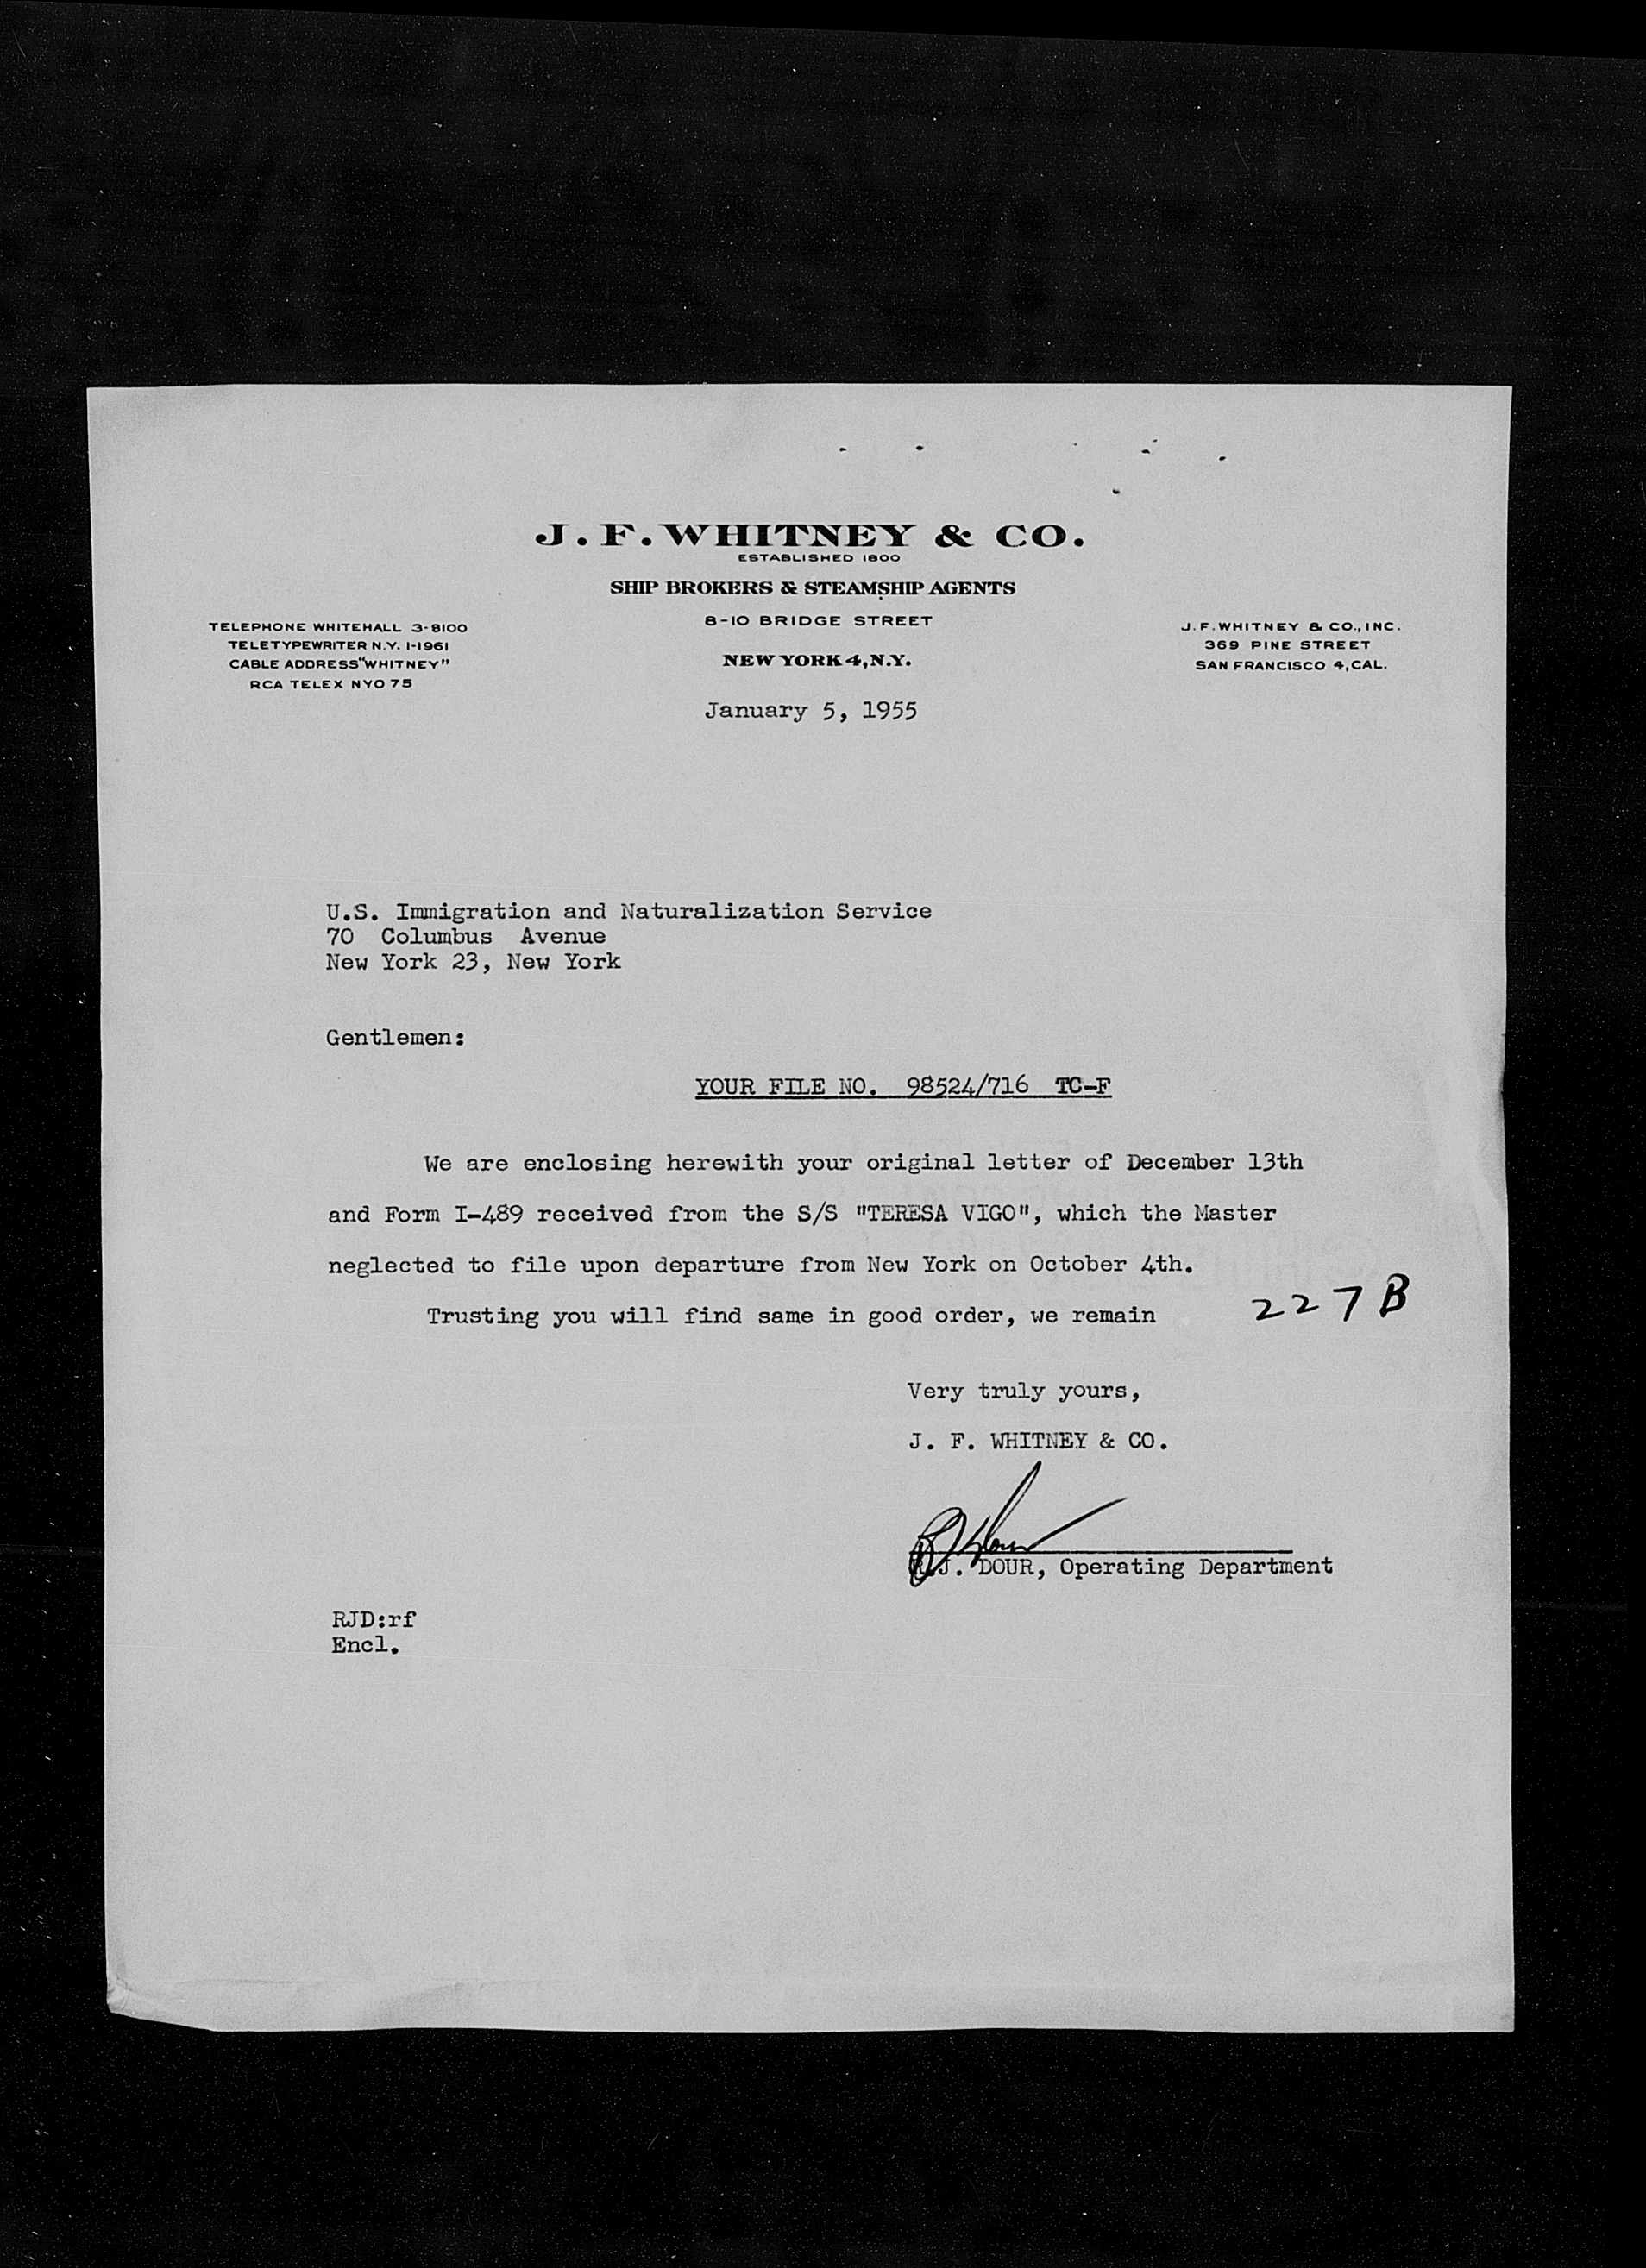 J. F. WHITNEY & CO.
ESTABLISHED 1800
SHIP BROKERS & STEAMSHIP AGENTS
8-10 BRIDGE STREET
NEW YORK 4, N.Y.
TELEPHONE WHITEHALL 3-8100
TELETYPEWRITER N.Y. 1-1961
CABLE ADDRESS "WHITNEY"
RCA TELEX NYO 75
J. F. WHITNEY & CO., INC.
369 PINE STREET
SAN FRANCISCO 4, CAL.
January 5, 1955
U.S. Immigration and Naturalization Service
70 Columbus Avenue
New York 23, New York
Gentlemen:
YOUR FILE NO. 98524/716 TC-F
We are enclosing herewith your original letter of December 13th
and Form I-489 received from the S/S "TERESA VIGO", which the Master
neglected to file upon departure from New York on October 4th.
Trusting you will find same in good order, we remain
227B
Very truly yours,
J. F. WHITNEY & CO.
R.J. DOUR, Operating Department
RJD:rf
Encl.